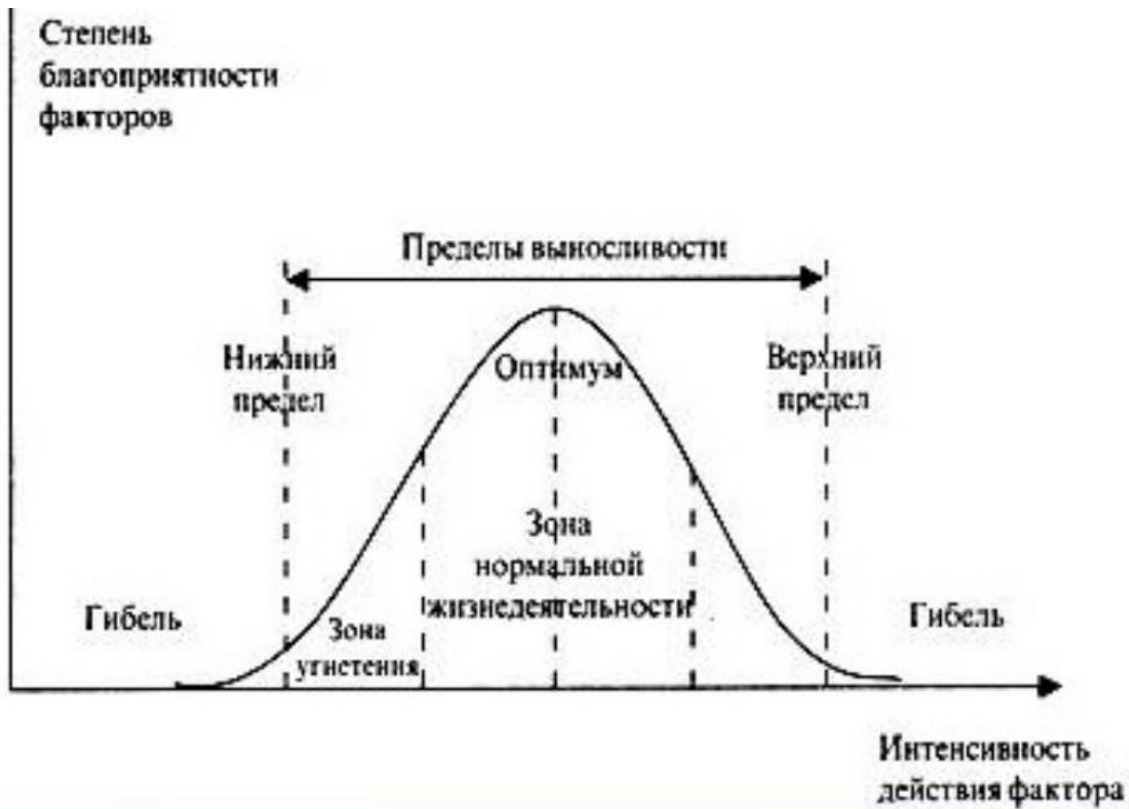 Степень
благоприятности
факторов
Пределы выносливости
Нижний
предел
Оптимум
Верхний
предел
Зона
нормальной
жизнедеятельности
Гибель
Зона
угнетения
Гибель
Интенсивность
действия фактора